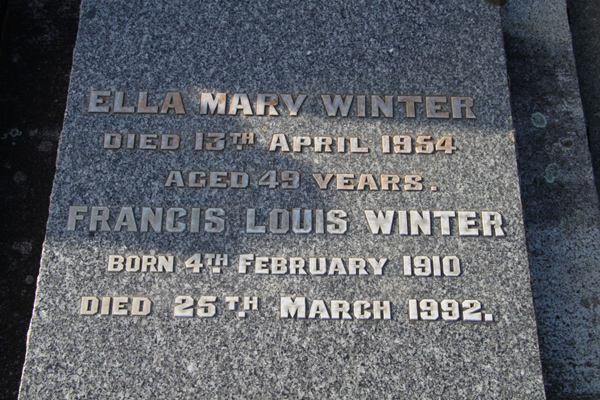 ELLA MARY WINTER
DIED 13TH APRIL 1954
AGED 49 YEARS.
FRANCIS LOUIS WINTER
BORN 4TH FEBRUARY 1910
DIED 25TH MARCH 1992.